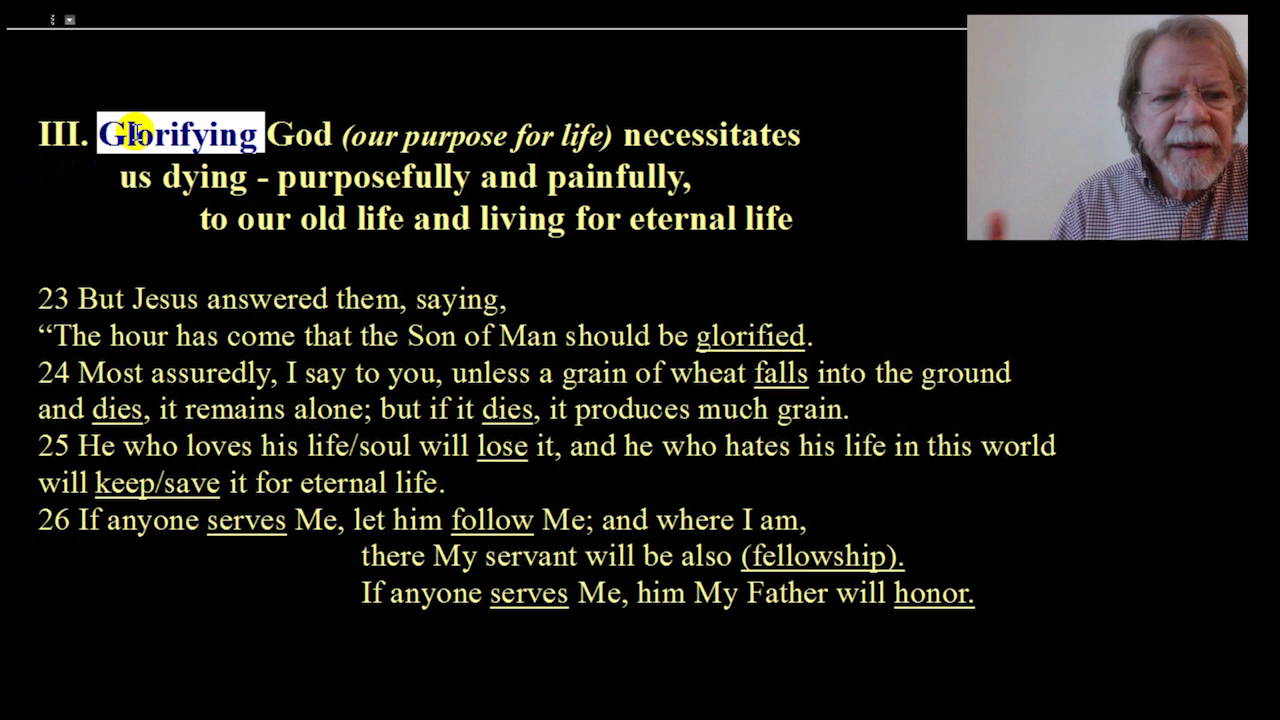 III. Glorifying God (our purpose for life) necessitates
us dying - purposefully and painfully,
to our old life and living for eternal life
23 But Jesus answered them, saying,
“The hour has come that the Son of Man should be glorified.
24 Most assuredly, I say to you, unless a grain of wheat falls into the ground
and dies, it remains alone; but if it dies, it produces much grain.
25 He who loves his life/soul will lose it, and he who hates his life in this world
will keep/save it for eternal life.
26 If anyone serves Me, let him follow Me; and where I am,
there My servant will be also (fellowship).
If anyone serves Me, him My Father will honor.